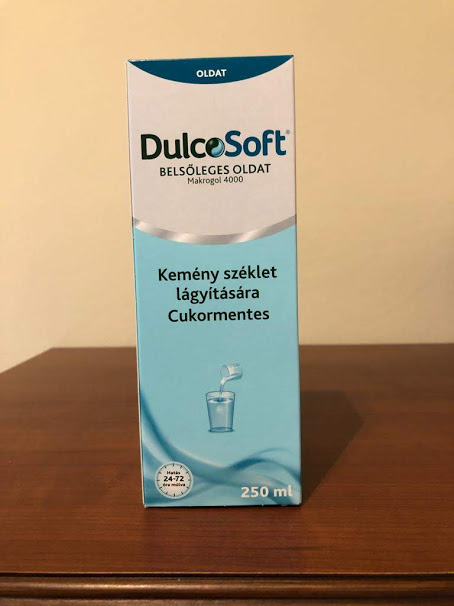 OLDAT
DulcoSoft®
BELSŐLEGES OLDAT
Makrogol 4000
Kemény széklet
lágyítására
Cukormentes
Hatás
24-72
óra múlva
250 ml